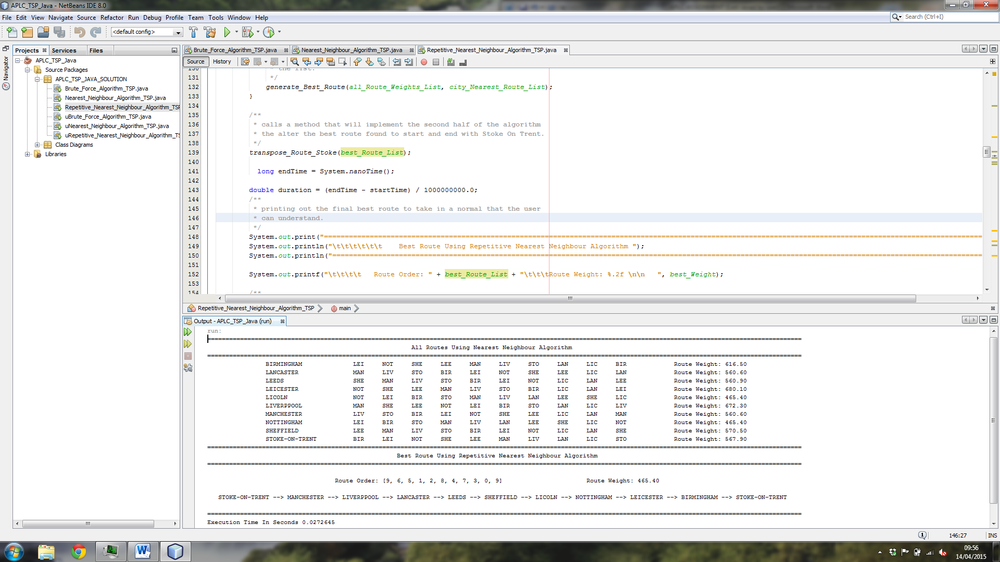 APLC_TSP_Java - NetBeans IDE 8.0
File Edit View Navigate Source Refactor Run Debug Profile Team Tools Window Help
Search (Ctrl+I)
<default config>
Projects Services Files
Navigator
APLC_TSP_Java
Source Packages
APLC_TSP_JAVA_SOLUTION
Brute_Force_Algorithm_TSP.java
Nearest_Neighbour_Algorithm_TSP.java
Repetitive_Nearest_Neighbour_Algorithm_TSP
uBrute_Force_Algorithm_TSP.java
uNearest_Neighbour_Algorithm_TSP.java
uRepetitive_Nearest_Neighbour_Algorithm_TS
Class Diagrams
Libraries
Brute_Force_Algorithm_TSP.java Nearest_Neighbour_Algorithm_TSP.java Repetitive_Nearest_Neighbour_Algorithm_TSP.java
Source History
130 * the list.
131 */
132 generate_Best_Route(all_Route_Weights_List, city_Nearest_Route_List);
133 }
134
135 /**
136 * calls a method that will implement the second half of the algorithm
137 * the alter the best route found to start and end with Stoke On Trent.
138 */
139 transpose_Route_Stoke(best_Route_List);
140
141 long endTime = System.nanoTime();
142
143 double duration = (endTime - startTime) / 1000000000.0;
144 /**
145 * printing out the final best route to take in a normal that the user
146 * can understand.
147 */
148 System.out.print("==========
149 System.out.println("\t\t\t\t\t\t    Best Route Using Repetitive Nearest Neighbour Algorithm ");
150 System.out.println("==========
151
152 System.out.printf("\t\t\t\t   Route Order: " + best_Route_List + "\t\t\tRoute Weight: %.2f \n\n   ", best_Weight);
153
154 /**
Repetitive_Nearest_Neighbour_Algorithm_TSP main
Output - APLC_TSP_Java (run)
run:
==========
All Routes Using Nearest Neighbour Algorithm
==========
BIRMINGHAM LEI NOT SHE LEE MAN LIV STO LAN LIC BIR Route Weight: 616.50
LANCASTER MAN LIV STO BIR LEI NOT SHE LEE LIC LAN Route Weight: 560.60
LEEDS SHE MAN LIV STO BIR LEI NOT LIC LAN LEE Route Weight: 560.90
LEICESTER NOT SHE LEE MAN LIV STO BIR LIC LAN LEI Route Weight: 680.10
LICOLN NOT LEI BIR STO MAN LIV LAN LEE SHE LIC Route Weight: 465.40
LIVERPPOOL MAN SHE LEE NOT LEI BIR STO LAN LIC LIV Route Weight: 672.30
MANCHESTER LIV STO BIR LEI NOT SHE LEE LIC LAN MAN Route Weight: 560.60
NOTTINGHAM LEI BIR STO MAN LIV LAN LEE SHE LIC NOT Route Weight: 465.40
SHEFFIELD LEE MAN LIV STO BIR LEI NOT LIC LAN SHE Route Weight: 570.50
STOKE-ON-TRENT BIR LEI NOT SHE LEE MAN LIV LAN LIC STO Route Weight: 567.90
==========
Best Route Using Repetitive Nearest Neighbour Algorithm
==========
Route Order: [9, 6, 5, 1, 2, 8, 4, 7, 3, 0, 9] Route Weight: 465.40
STOKE-ON-TRENT --> MANCHESTER --> LIVERPPOOL --> LANCASTER --> LEEDS --> SHEFFIELD --> LICOLN --> NOTTINGHAM --> LEICESTER --> BIRMINGHAM --> STOKE-ON-TRENT
==========
Execution Time In Seconds 0.0272645
1 146:27 INS
09:56
14/04/2015